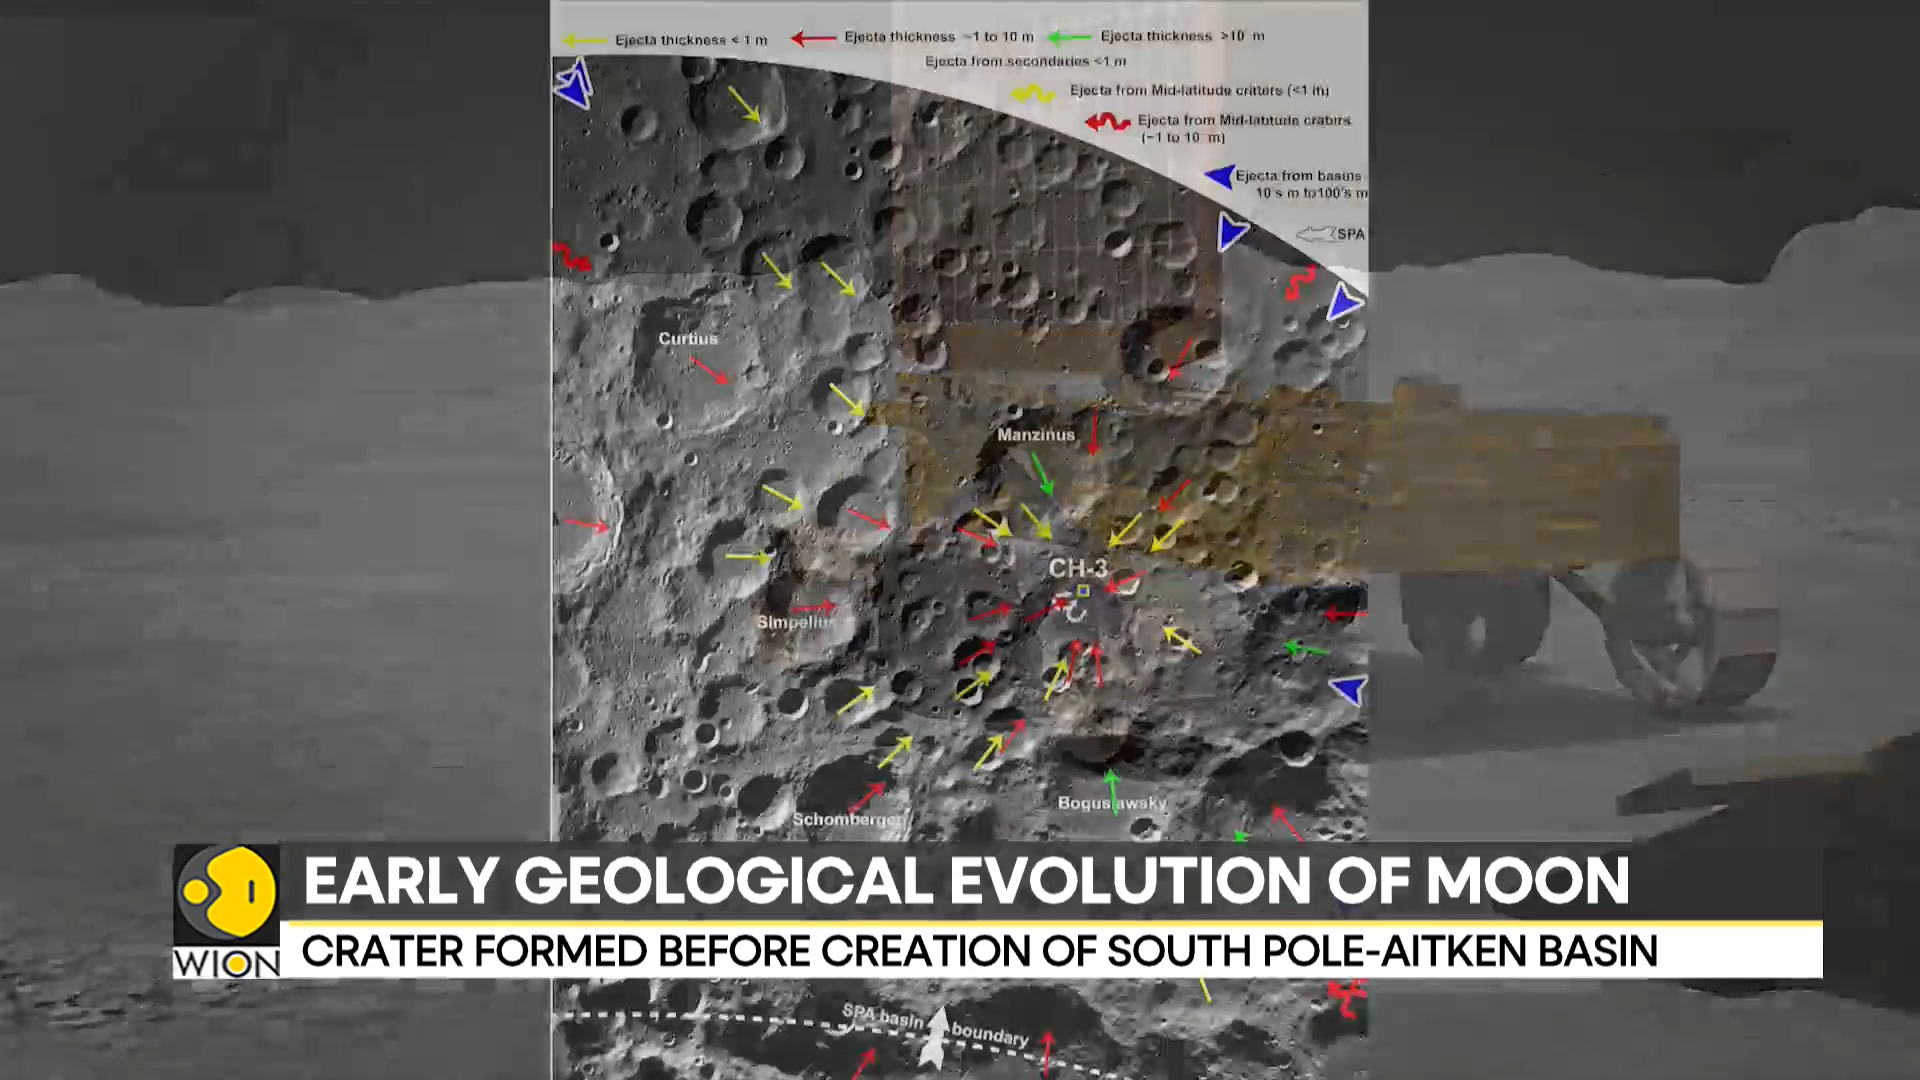 Ejecta thickness < 1 m
Ejecta thickness ~1 to 10 m
Ejecta thickness >10 m
Ejecta from secondaries <1 m
Ejecta from Mid-latitude critters (<1 m)
Ejecta from Mid-latitude crabirs
(~1 to 10 m)
Ejecta from basins
10's m to100's m
SPA
Curtius
Manzinus
CH-3
Simpelius
Boguslawsky
Schomberger
EARLY GEOLOGICAL EVOLUTION OF MOON
CRATER FORMED BEFORE CREATION OF SOUTH POLE-AITKEN BASIN
WION
SPA basin boundary